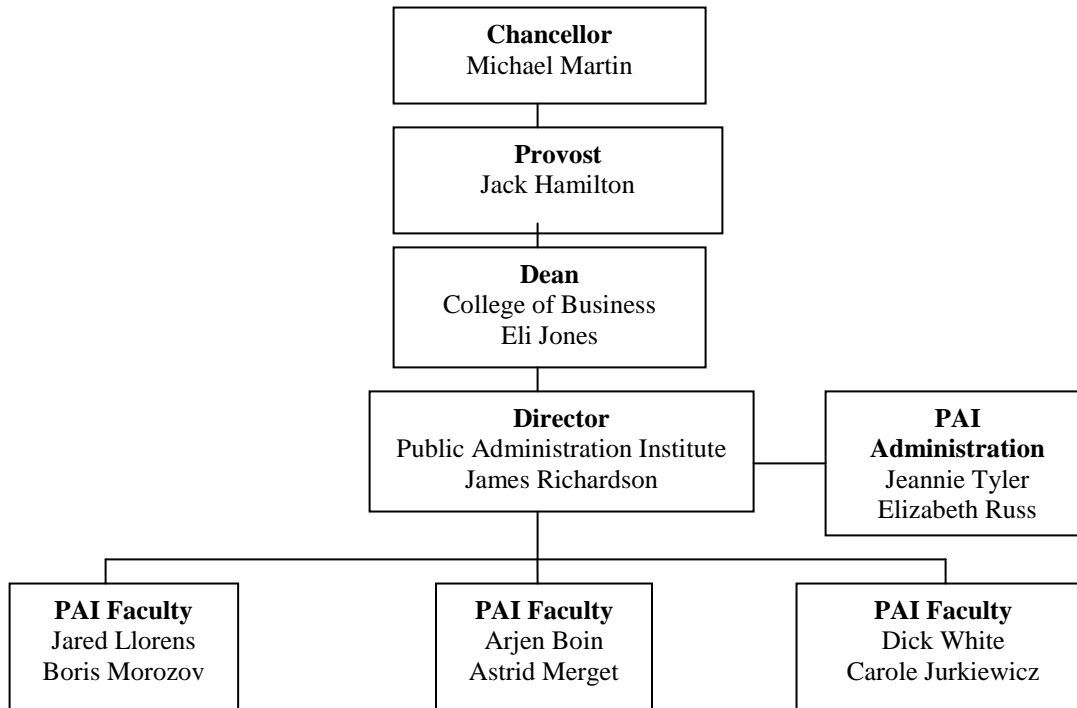 Chancellor
Michael Martin
Provost
Jack Hamilton
Dean
College of Business
Eli Jones
Director
Public Administration Institute
James Richardson
PAI
Administration
Jeannie Tyler
Elizabeth Russ
PAI Faculty
Jared Llorens
Boris Morozov
PAI Faculty
Arjen Boin
Astrid Merget
PAI Faculty
Dick White
Carole Jurkiewicz